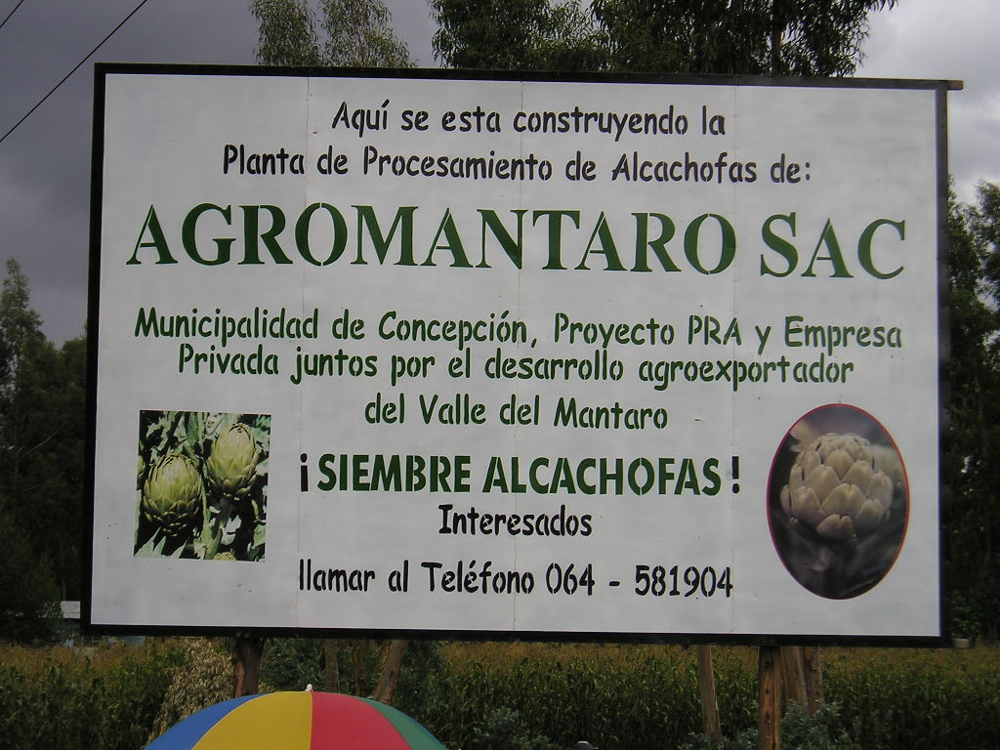 Aquí se esta construyendo la
Planta de Procesamiento de Alcachofas de:
AGROMANTARO SAC
Municipalidad de Concepción, Proyecto PRA y Empresa
Privada juntos por el desarrollo agroexportador
del Valle del Mantaro
¡SIEMBRE ALCACHOFAS!
Interesados
llamar al Teléfono 064 - 581904